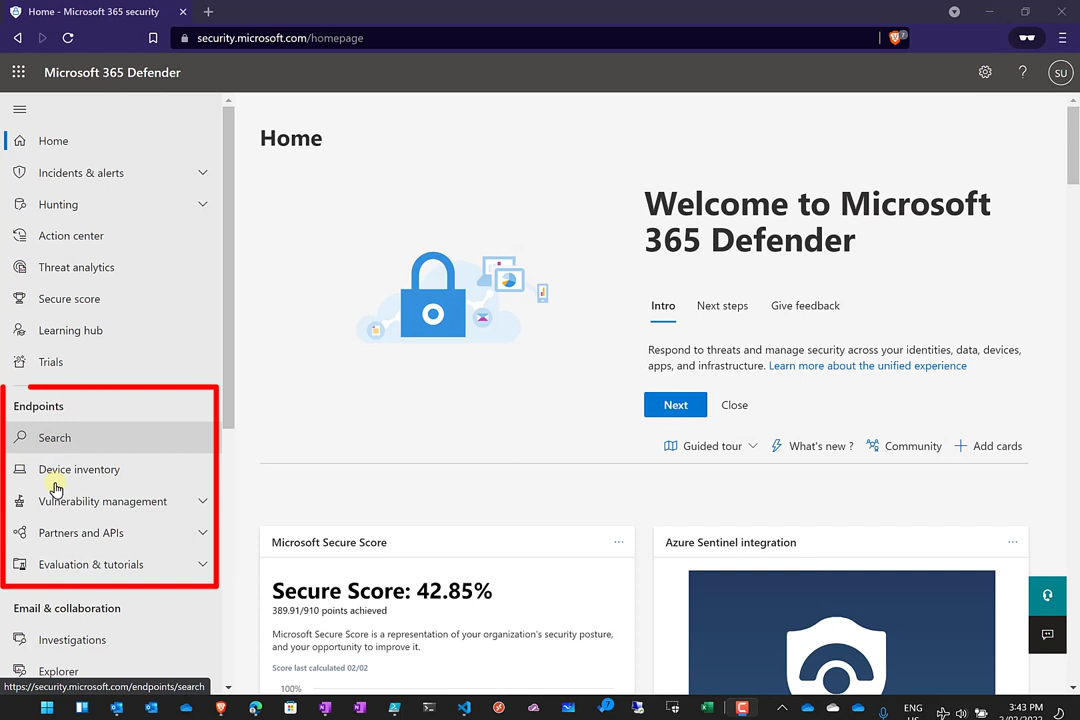 Home - Microsoft 365 security
security.microsoft.com/homepage
7
Microsoft 365 Defender
SU
Home
Incidents & alerts
Hunting
Action center
Threat analytics
Secure score
Learning hub
Trials
Endpoints
Search
Device inventory
Vulnerability management
Partners and APIs
Evaluation & tutorials
Email & collaboration
Investigations
Explorer
https://security.microsoft.com/endpoints/search
Home
Welcome to Microsoft
365 Defender
Intro Next steps Give feedback
Respond to threats and manage security across your identities, data, devices,
apps, and infrastructure. Learn more about the unified experience
Next Close
Guided tour What's new ? Community Add cards
Microsoft Secure Score
Secure Score: 42.85%
389.91/910 points achieved
Microsoft Secure Score is a representation of your organization's security posture,
and your opportunity to improve it.
Score last calculated 02/02
100%
Azure Sentinel integration
ENG
3:43 PM